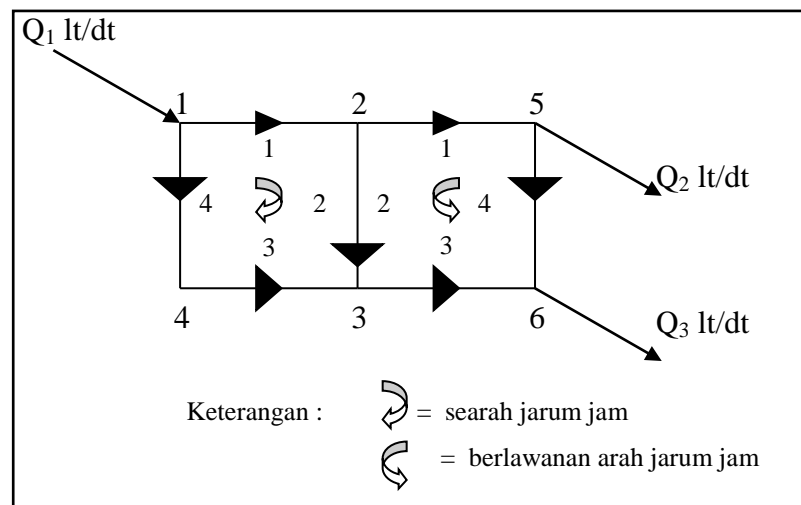 Q₁ lt/dt
1 2 5
1 1
Q₂ lt/dt
4 2 2 4
3 3
4 3 6
Q₃ lt/dt
Keterangan : = searah jarum jam
= berlawanan arah jarum jam